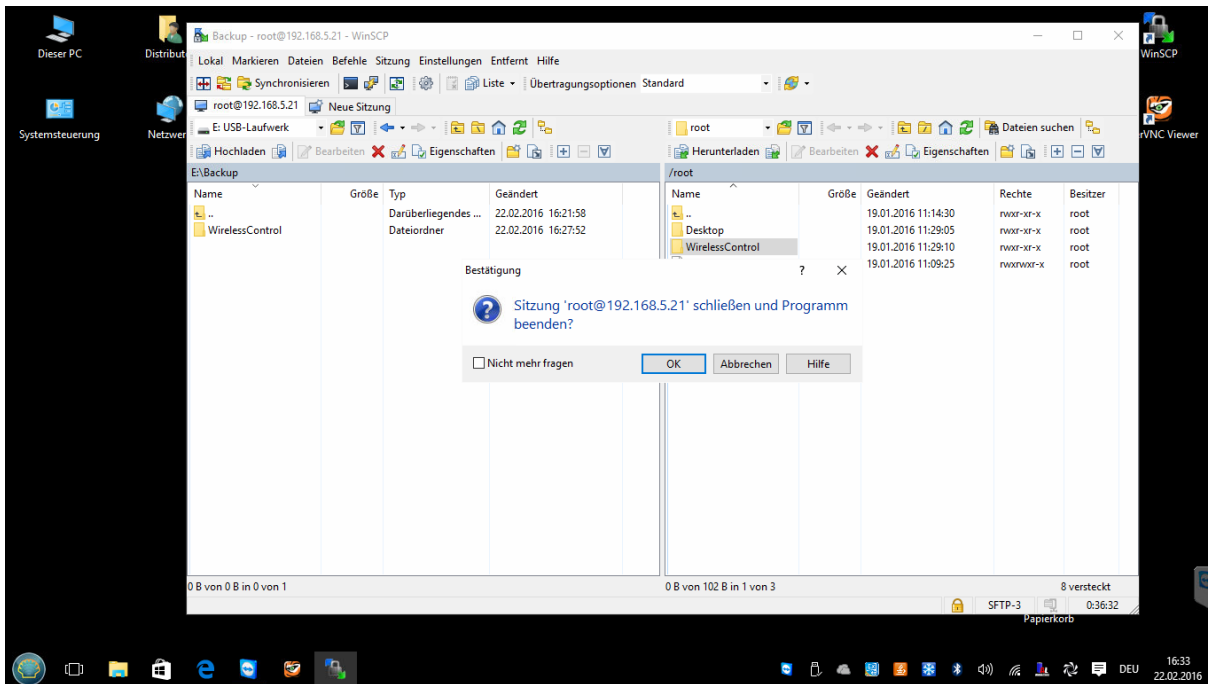 Dieser PC
Distribut
Backup - root@192.168.5.21 - WinSCP
WinSCP
Lokal Markieren Dateien Befehle Sitzung Einstellungen Entfernt Hilfe
Synchronisieren Liste Übertragungsoptionen Standard
root@192.168.5.21 Neue Sitzung
Systemsteuerung
Netzwer
rVNC Viewer
E: USB-Laufwerk root Dateien suchen
Hochladen Bearbeiten Eigenschaften Herunterladen Bearbeiten Eigenschaften
E:\Backup /root
Name Größe Typ Geändert Name Größe Geändert Rechte Besitzer
.. Darüberliegendes ... 22.02.2016 16:21:58 .. 19.01.2016 11:14:30 rwxr-xr-x root
WirelessControl Dateiordner 22.02.2016 16:27:52 Desktop 19.01.2016 11:29:05 rwxr-xr-x root
WirelessControl 19.01.2016 11:29:10 rwxr-xr-x root
19.01.2016 11:09:25 rwxrwxr-x root
Bestätigung ?
Sitzung 'root@192.168.5.21' schließen und Programm
beenden?
Nicht mehr fragen OK Abbrechen Hilfe
0 B von 0 B in 0 von 1 0 B von 102 B in 1 von 3 8 versteckt
SFTP-3 0:36:32
Papierkorb
DEU
16:33
22.02.2016